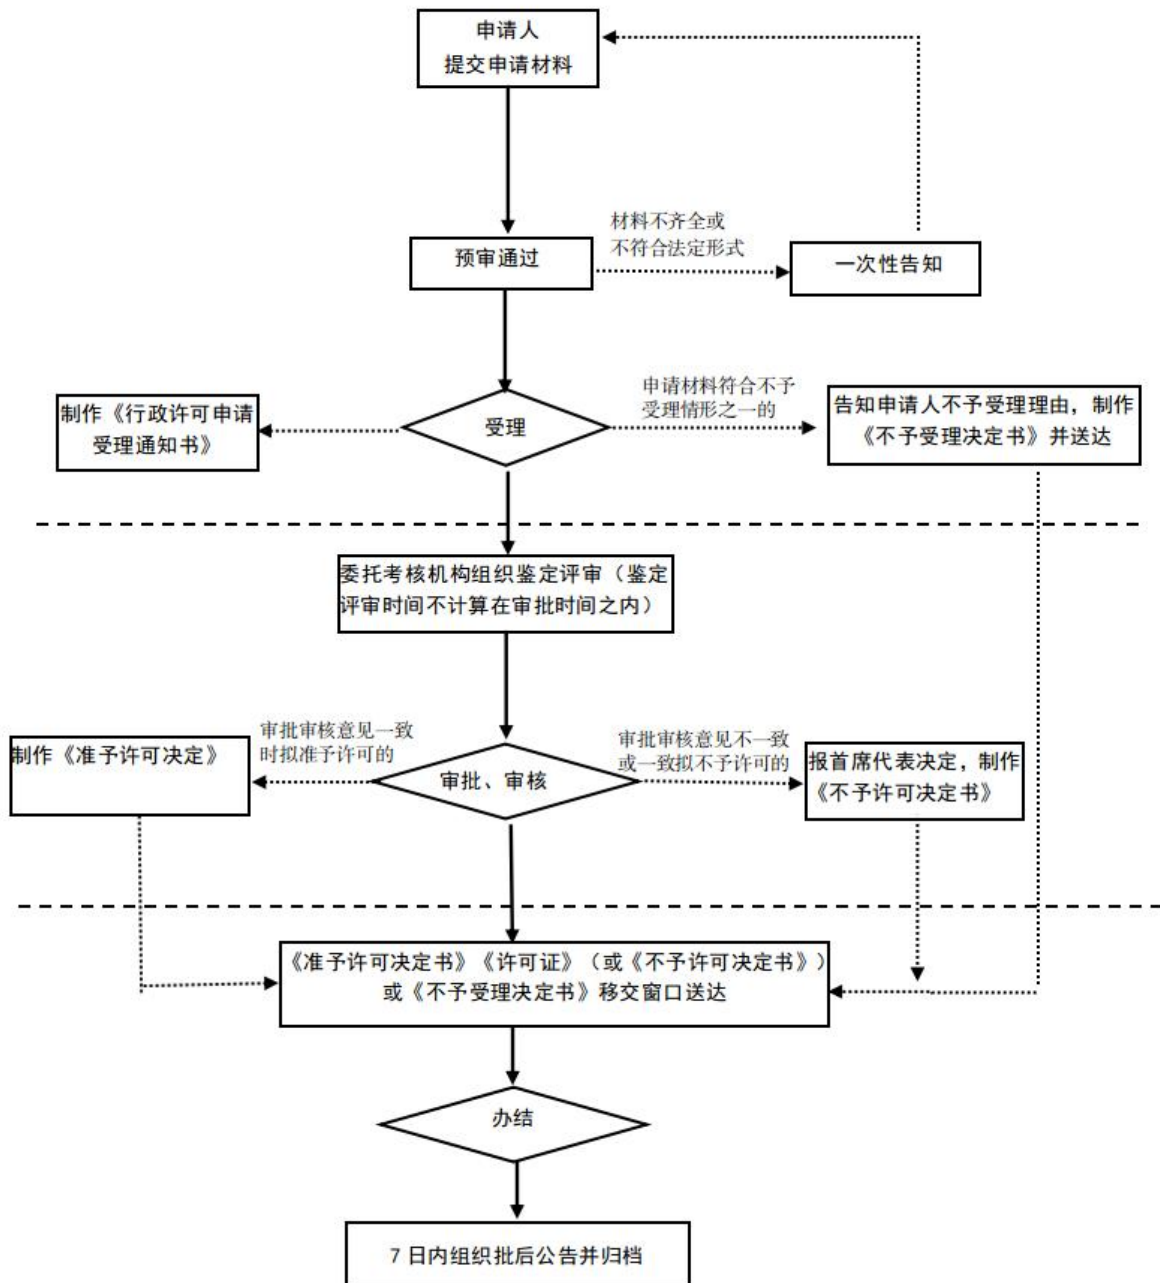 申请人
提交申请材料
材料不齐全或
不符合法定形式
预审通过
一次性告知
申请材料符合不予
受理情形之一的
制作《行政许可申请
受理通知书》
受理
告知申请人不予受理理由，制作
《不予受理决定书》并送达
委托考核机构组织鉴定评审（鉴定
评审时间不计算在审批时间之内）
审批审核意见一致
时拟准予许可的
审批审核意见不一致
或一致拟不予许可的
制作《准予许可决定》
审批、审核
报首席代表决定，制作
《不予许可决定书》
《准予许可决定书》《许可证》（或《不予许可决定书》）
或《不予受理决定书》移交窗口送达
办结
7 日内组织批后公告并归档